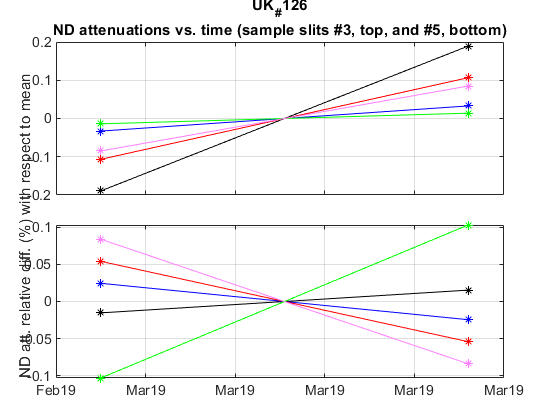 UK#126
ND attenuations vs. time (sample slits #3, top, and #5, bottom)
0.2
0.1
0
0.1
0.2
ND att. relative diff. (%) with respect to mean
0.1
.05
0
.05
0.1
Feb19 Mar19 Mar19 Mar19 Mar19 Mar19